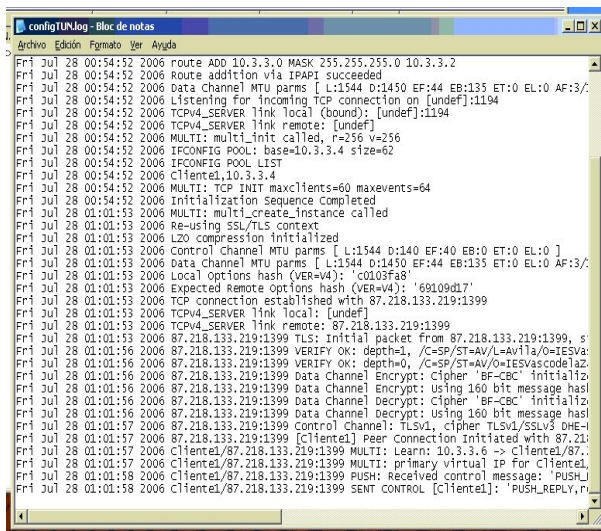 configTUN.log - Bloc de notas
Archivo Edición Formato Ver Ayuda
Fri Jul 28 00:54:52 2006 route ADD 10.3.3.0 MASK 255.255.255.0 10.3.3.2
Fri Jul 28 00:54:52 2006 Route addition via IPAPI succeeded
Fri Jul 28 00:54:52 2006 Data Channel MTU parms [ L:1544 D:1450 EF:44 EB:135 ET:0 EL:0 AF:3/
Fri Jul 28 00:54:52 2006 Listening for incoming TCP connection on [undef]:1194
Fri Jul 28 00:54:52 2006 TCPv4_SERVER link local (bound): [undef]:1194
Fri Jul 28 00:54:52 2006 TCPv4_SERVER link remote: [undef]
Fri Jul 28 00:54:52 2006 MULTI: multi_init called, r=256 v=256
Fri Jul 28 00:54:52 2006 IFCONFIG POOL: base=10.3.3.4 size=62
Fri Jul 28 00:54:52 2006 IFCONFIG POOL LIST
Fri Jul 28 00:54:52 2006 Cliente1,10.3.3.4
Fri Jul 28 00:54:52 2006 MULTI: TCP INIT maxclients=60 maxevents=64
Fri Jul 28 00:54:52 2006 Initialization Sequence Completed
Fri Jul 28 01:01:53 2006 MULTI: multi_create_instance called
Fri Jul 28 01:01:53 2006 Re-using SSL/TLS context
Fri Jul 28 01:01:53 2006 LZO compression initialized
Fri Jul 28 01:01:53 2006 Control Channel MTU parms [ L:1544 D:140 EF:40 EB:0 ET:0 EL:0 ]
Fri Jul 28 01:01:53 2006 Data Channel MTU parms [ L:1544 D:1450 EF:44 EB:135 ET:0 EL:0 AF:3/
Fri Jul 28 01:01:53 2006 Local Options hash (VER=V4): 'c0103fa8'
Fri Jul 28 01:01:53 2006 Expected Remote Options hash (VER=V4): '69109d17'
Fri Jul 28 01:01:53 2006 TCP connection established with 87.218.133.219:1399
Fri Jul 28 01:01:53 2006 TCPv4_SERVER link local: [undef]
Fri Jul 28 01:01:53 2006 TCPv4_SERVER link remote: 87.218.133.219:1399
Fri Jul 28 01:01:53 2006 87.218.133.219:1399 TLS: Initial packet from 87.218.133.219:1399, s
Fri Jul 28 01:01:56 2006 87.218.133.219:1399 VERIFY OK: depth=1, /C=SP/ST=AV/L=Avila/O=IESVas
Fri Jul 28 01:01:56 2006 87.218.133.219:1399 VERIFY OK: depth=0, /C=SP/ST=AV/O=IESVascodelaZ
Fri Jul 28 01:01:56 2006 87.218.133.219:1399 Data Channel Encrypt: Cipher 'BF-CBC' initializ
Fri Jul 28 01:01:56 2006 87.218.133.219:1399 Data Channel Encrypt: Using 160 bit message has
Fri Jul 28 01:01:56 2006 87.218.133.219:1399 Data Channel Decrypt: Cipher 'BF-CBC' initializ
Fri Jul 28 01:01:56 2006 87.218.133.219:1399 Data Channel Decrypt: Using 160 bit message has
Fri Jul 28 01:01:57 2006 87.218.133.219:1399 Control Channel: TLSv1, cipher TLSv1/SSLv3 DHE-
Fri Jul 28 01:01:57 2006 87.218.133.219:1399 [Cliente1] Peer Connection Initiated with 87.21
Fri Jul 28 01:01:57 2006 Cliente1/87.218.133.219:1399 MULTI: Learn: 10.3.3.6 -> Cliente1/87.
Fri Jul 28 01:01:57 2006 Cliente1/87.218.133.219:1399 MULTI: primary virtual IP for Cliente1
Fri Jul 28 01:01:58 2006 Cliente1/87.218.133.219:1399 PUSH: Received control message: 'PUSH_
Fri Jul 28 01:01:58 2006 Cliente1/87.218.133.219:1399 SENT CONTROL [Cliente1]: 'PUSH_REPLY,r